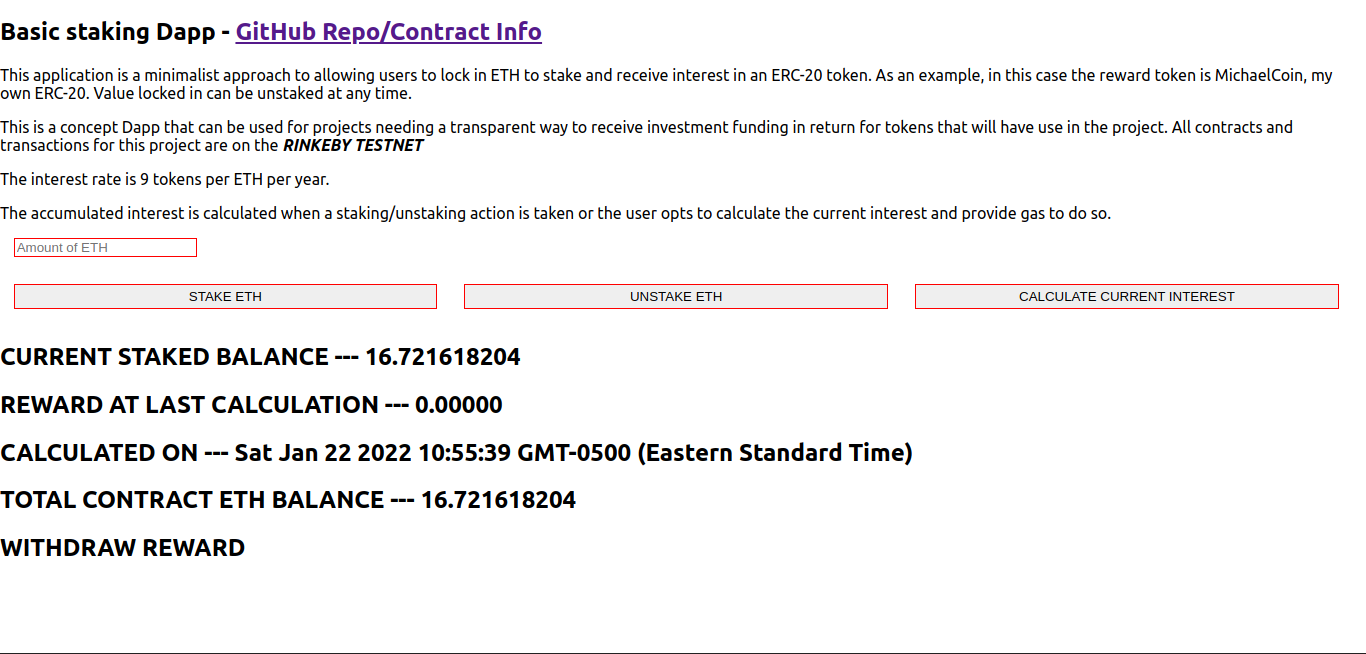 Basic staking Dapp - GitHub Repo/Contract Info
This application is a minimalist approach to allowing users to lock in ETH to stake and receive interest in an ERC-20 token. As an example, in this case the reward token is MichaelCoin, my
own ERC-20. Value locked in can be unstaked at any time.
This is a concept Dapp that can be used for projects needing a transparent way to receive investment funding in return for tokens that will have use in the project. All contracts and
transactions for this project are on the RINKEBY TESTNET
The interest rate is 9 tokens per ETH per year.
The accumulated interest is calculated when a staking/unstaking action is taken or the user opts to calculate the current interest and provide gas to do so.
Amount of ETH
STAKE ETH UNSTAKE ETH CALCULATE CURRENT INTEREST
CURRENT STAKED BALANCE --- 16.721618204
REWARD AT LAST CALCULATION --- 0.00000
CALCULATED ON --- Sat Jan 22 2022 10:55:39 GMT-0500 (Eastern Standard Time)
TOTAL CONTRACT ETH BALANCE --- 16.721618204
WITHDRAW REWARD